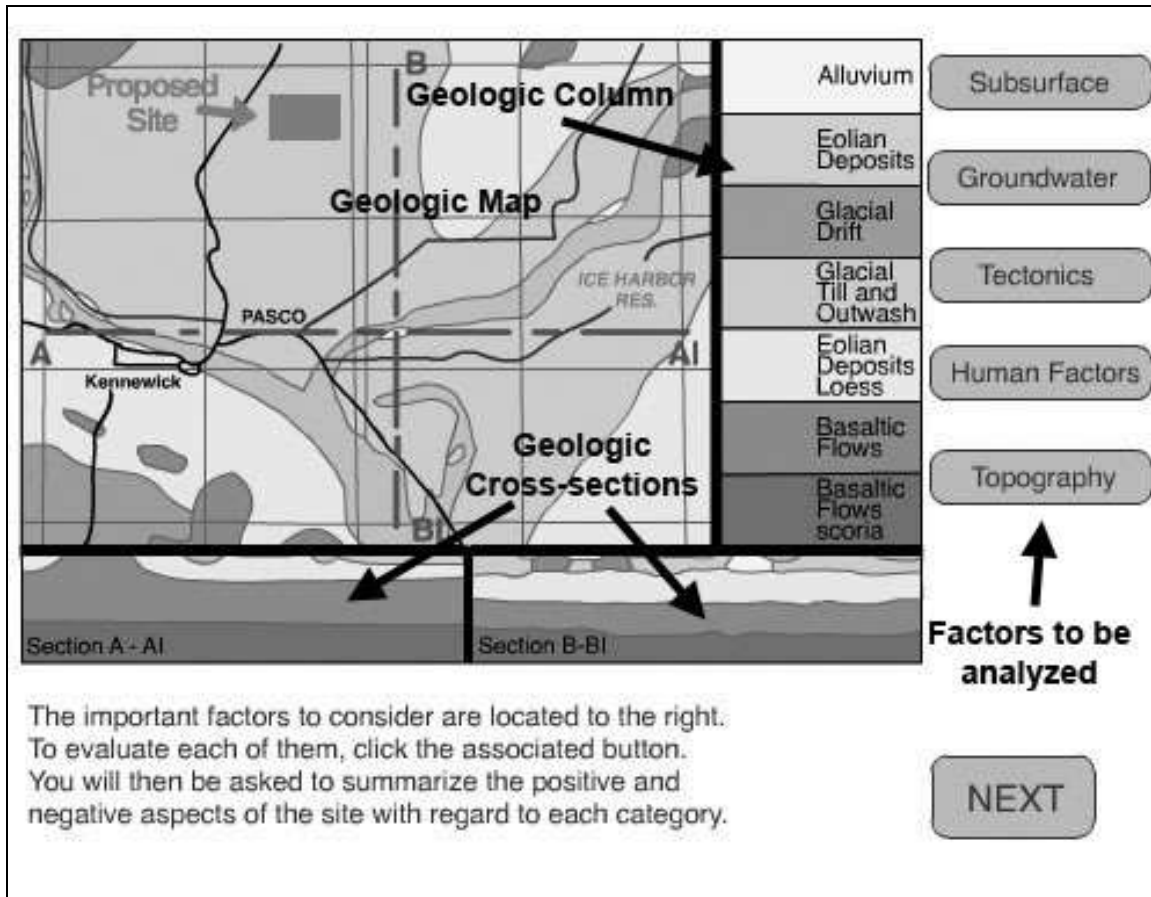 Proposed
Site
B
Geologic Column
Geologic Map
ICE HARBOR
RES.
PASCO
A
AI
Kennewick
Geologic
Cross-sections
BI
Alluvium
Eolian
Deposits
Glacial
Drift
Glacial
Till and
Outwash
Eolian
Deposits
Loess
Basaltic
Flows
Basaltic
Flows
scoria
Subsurface
Groundwater
Tectonics
Human Factors
Topography
Factors to be
analyzed
Section A - AI
Section B-BI
The important factors to consider are located to the right.
To evaluate each of them, click the associated button.
You will then be asked to summarize the positive and
negative aspects of the site with regard to each category.
NEXT